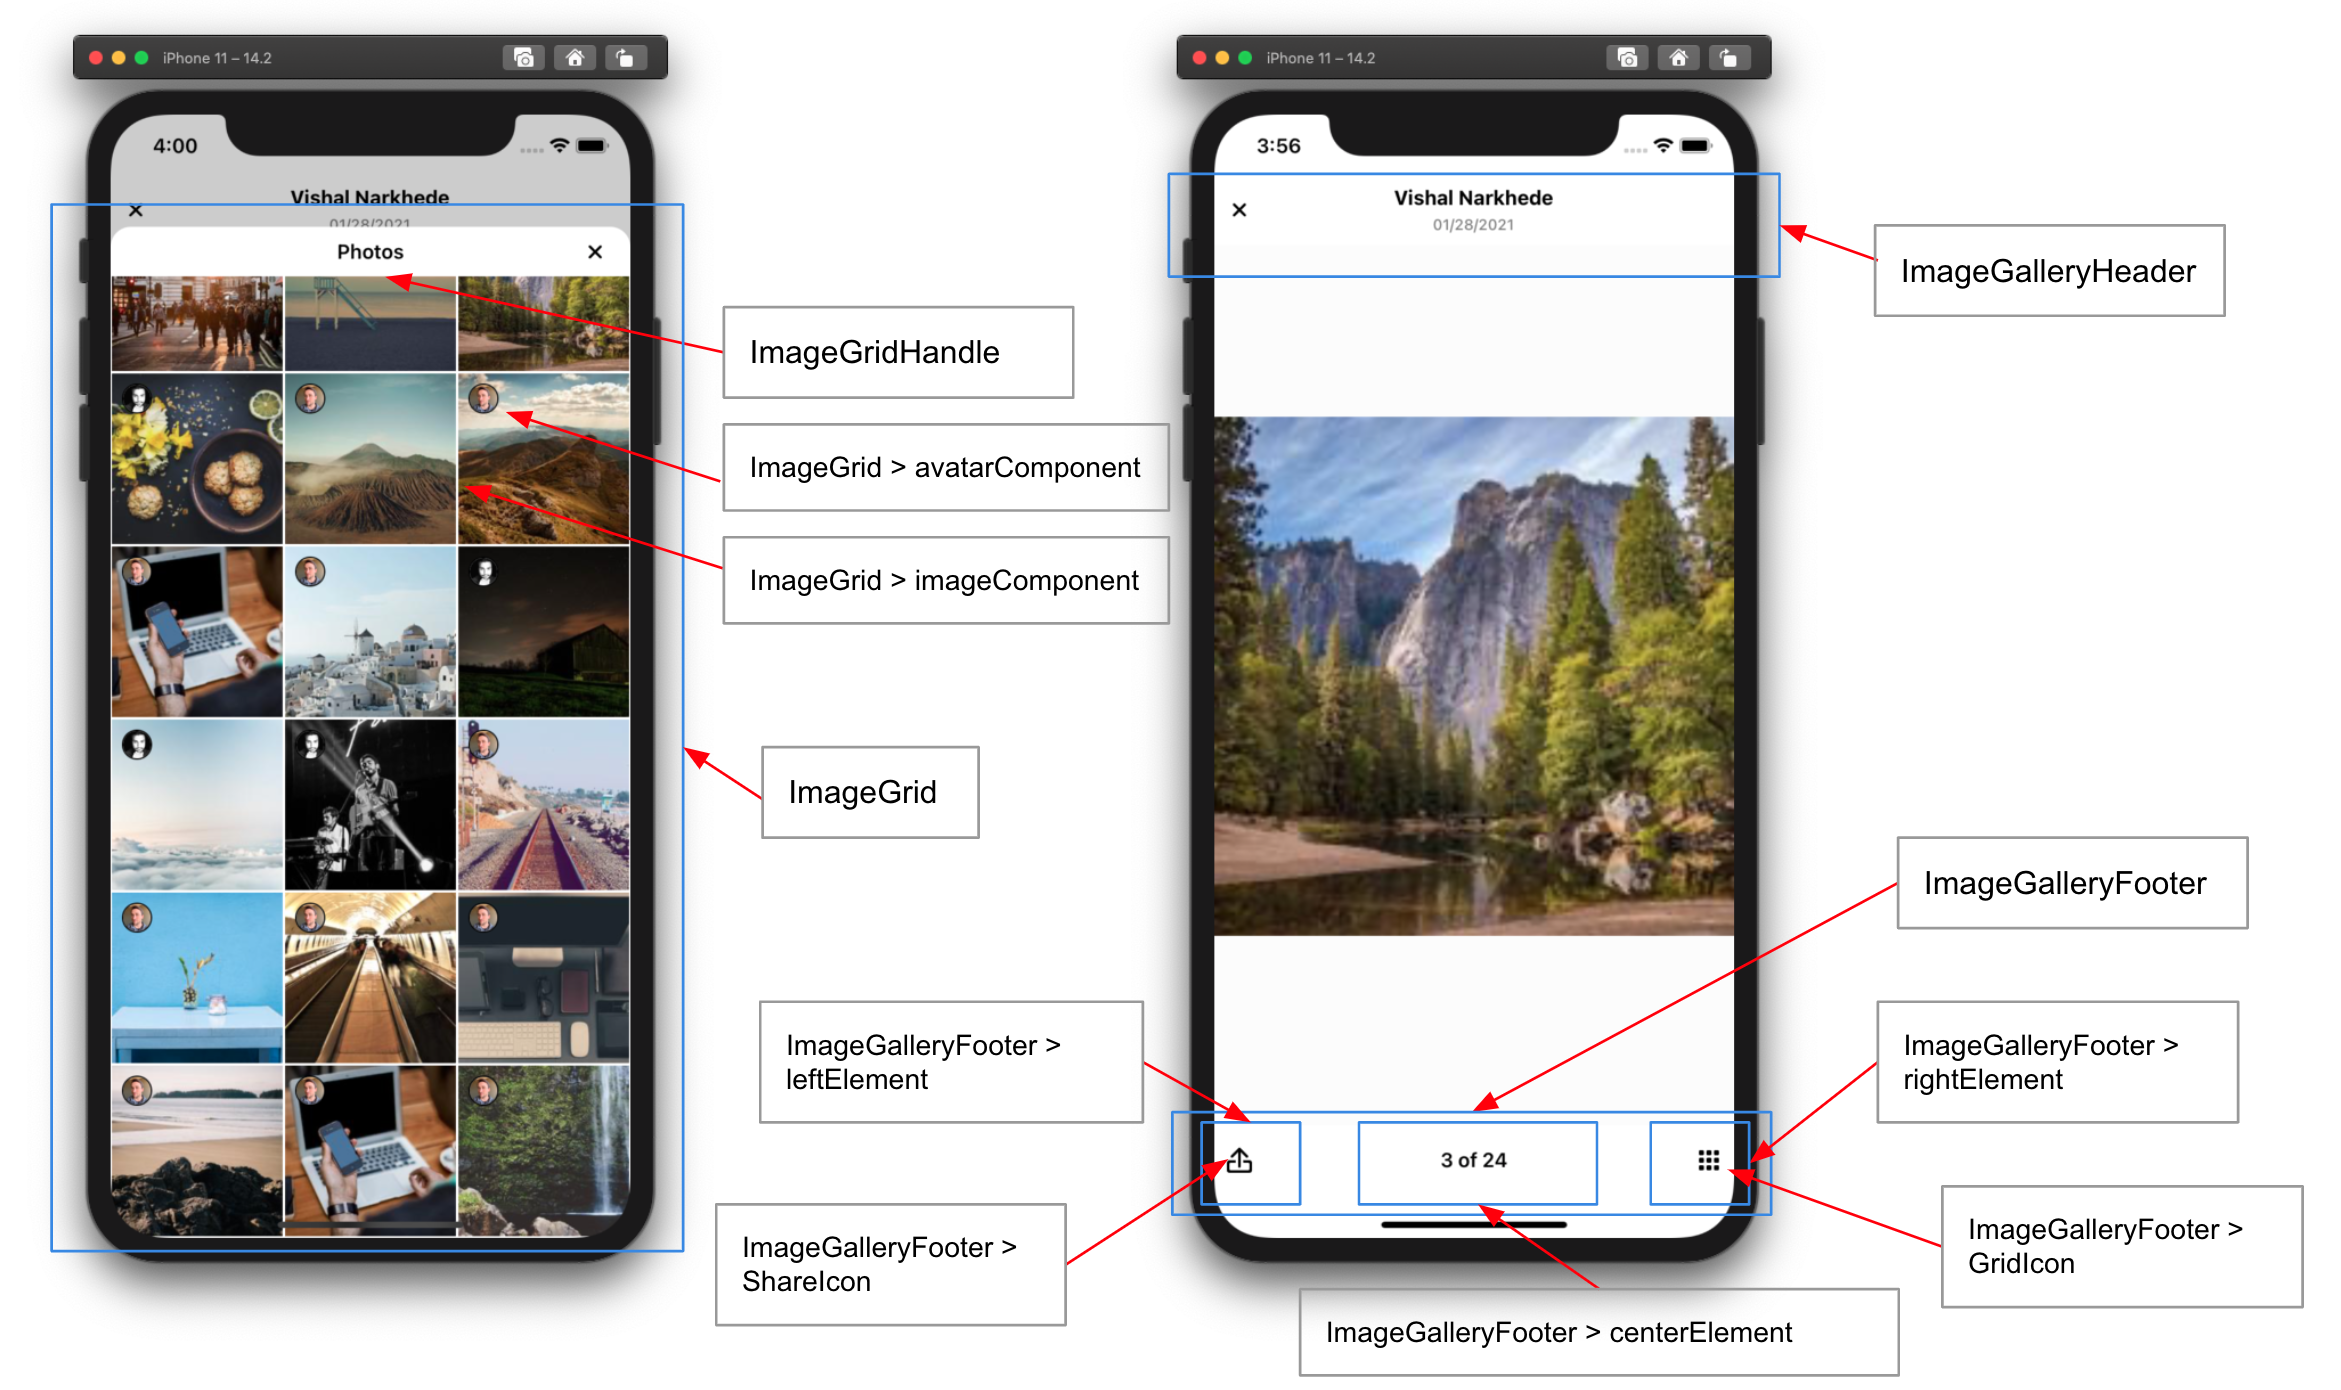 iPhone 11 – 14.2
4:00
Vishal Narkhede
01/28/2021
Photos
ImageGridHandle
ImageGrid > avatarComponent
ImageGrid > imageComponent
ImageGrid
iPhone 11 – 14.2
3:56
Vishal Narkhede
01/28/2021
ImageGalleryHeader
ImageGalleryFooter
ImageGalleryFooter >
leftElement
ImageGalleryFooter >
rightElement
3 of 24
ImageGalleryFooter >
ShareIcon
ImageGalleryFooter >
GridIcon
ImageGalleryFooter > centerElement